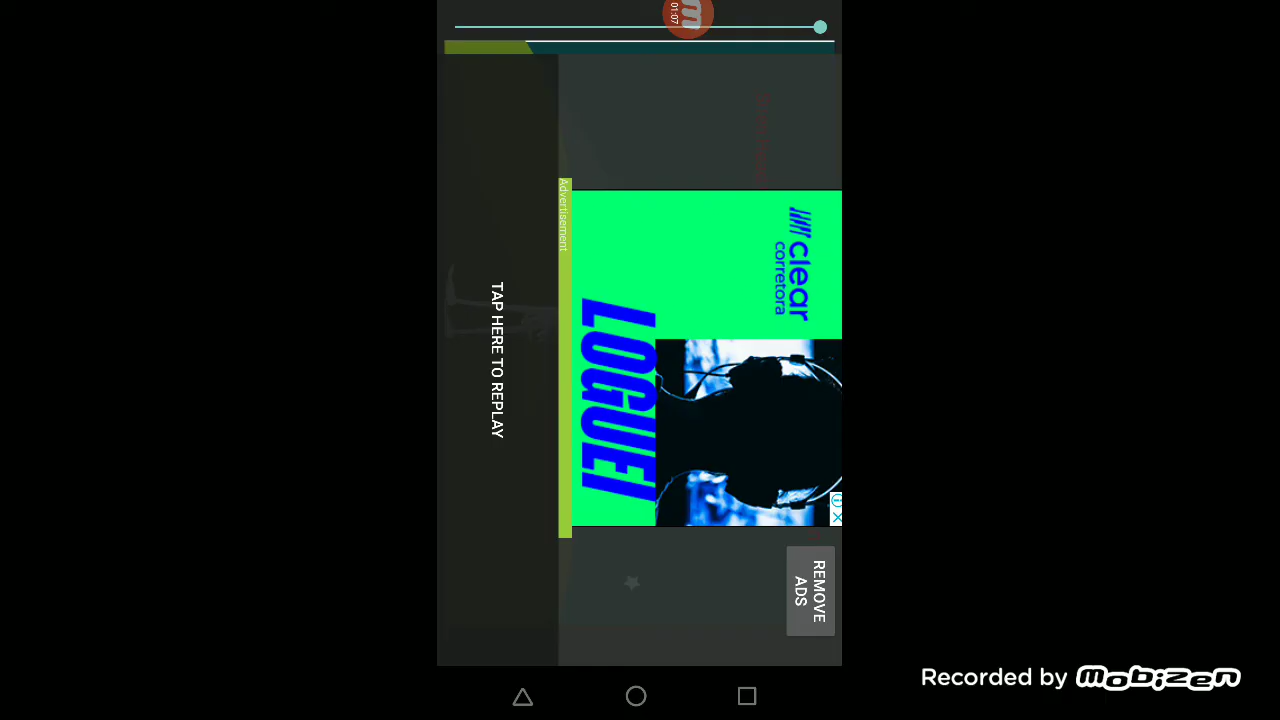 01:07
Advertisement
clear
corretora
LOGUEI
REMOVE
ADS
TAP HERE TO REPLAY
Recorded by mobizen